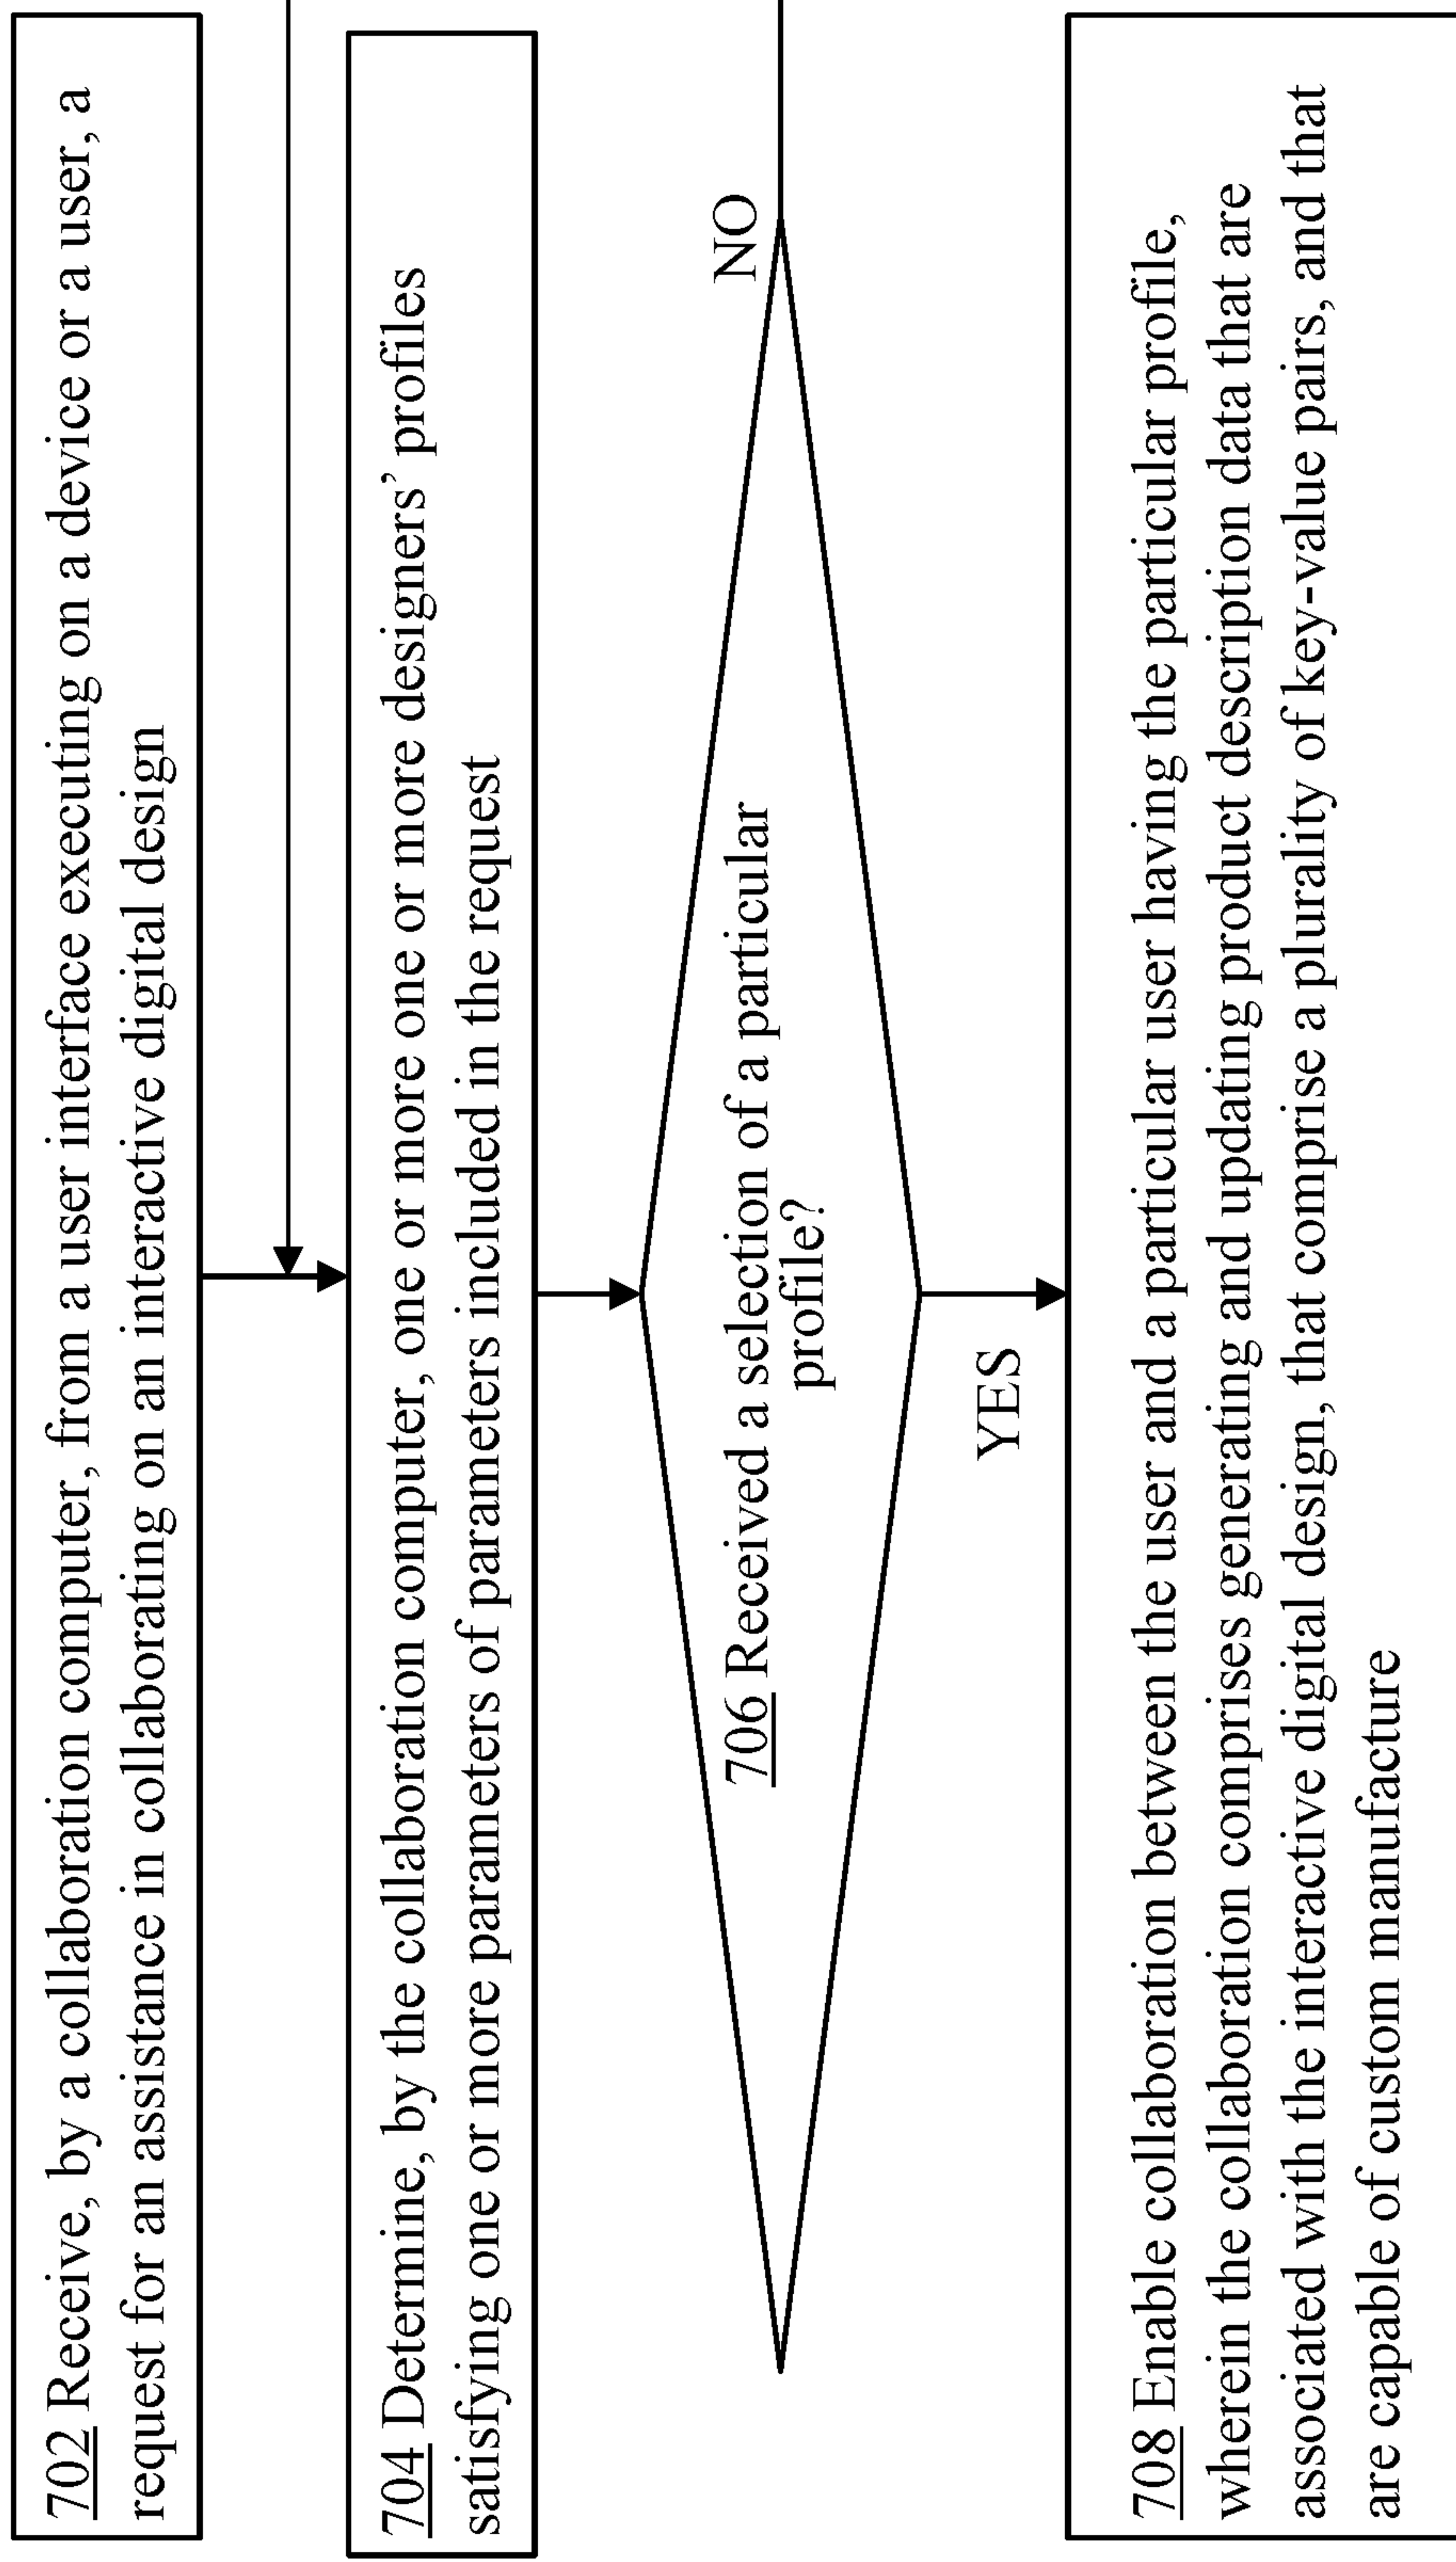 702 Receive, by a collaboration computer, from a user interface executing on a device or a user, a
request for an assistance in collaborating on an interactive digital design
704 Determine, by the collaboration computer, one or more one or more designers’ profiles
satisfying one or more parameters of parameters included in the request
706 Received a selection of a particular
profile?
NO
YES
708 Enable collaboration between the user and a particular user having the particular profile,
wherein the collaboration comprises generating and updating product description data that are
associated with the interactive digital design, that comprise a plurality of key-value pairs, and that
are capable of custom manufacture